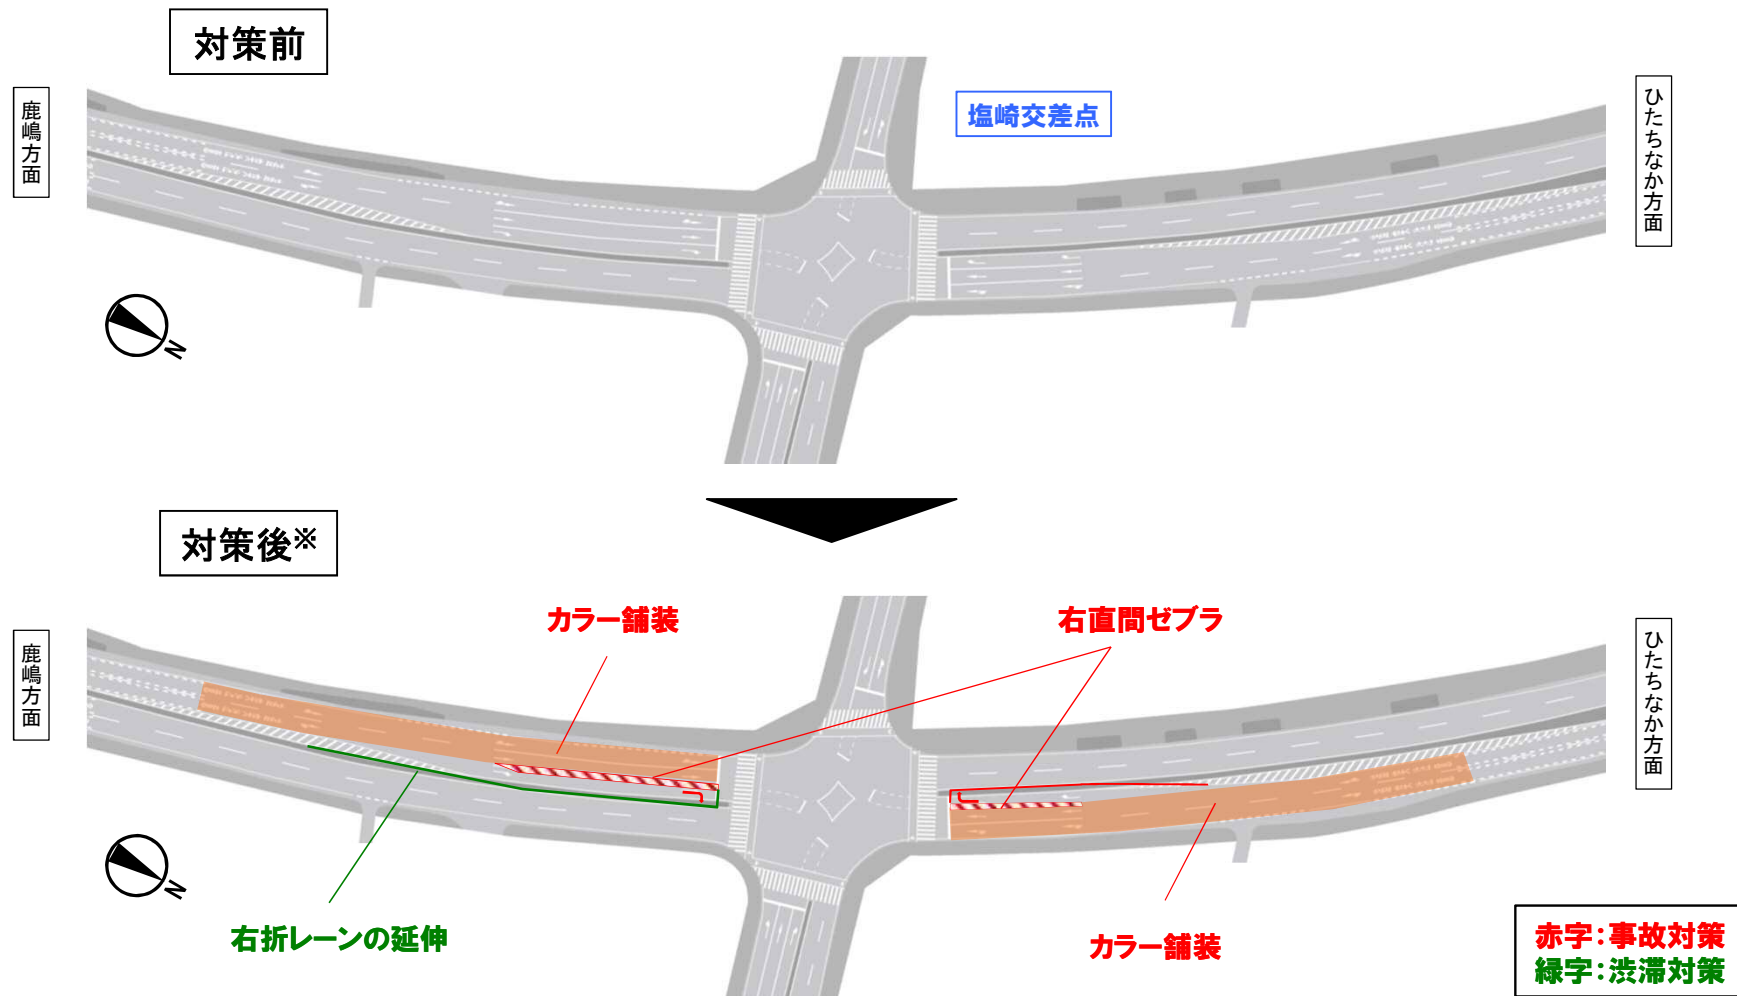 対策前
鹿嶋方面
塩崎交差点
ひたちなか方面
N
対策後※
カラー舗装
右直間ゼブラ
鹿嶋方面
ひたちなか方面
N
右折レーンの延伸
カラー舗装
赤字：事故対策
緑字：渋滞対策